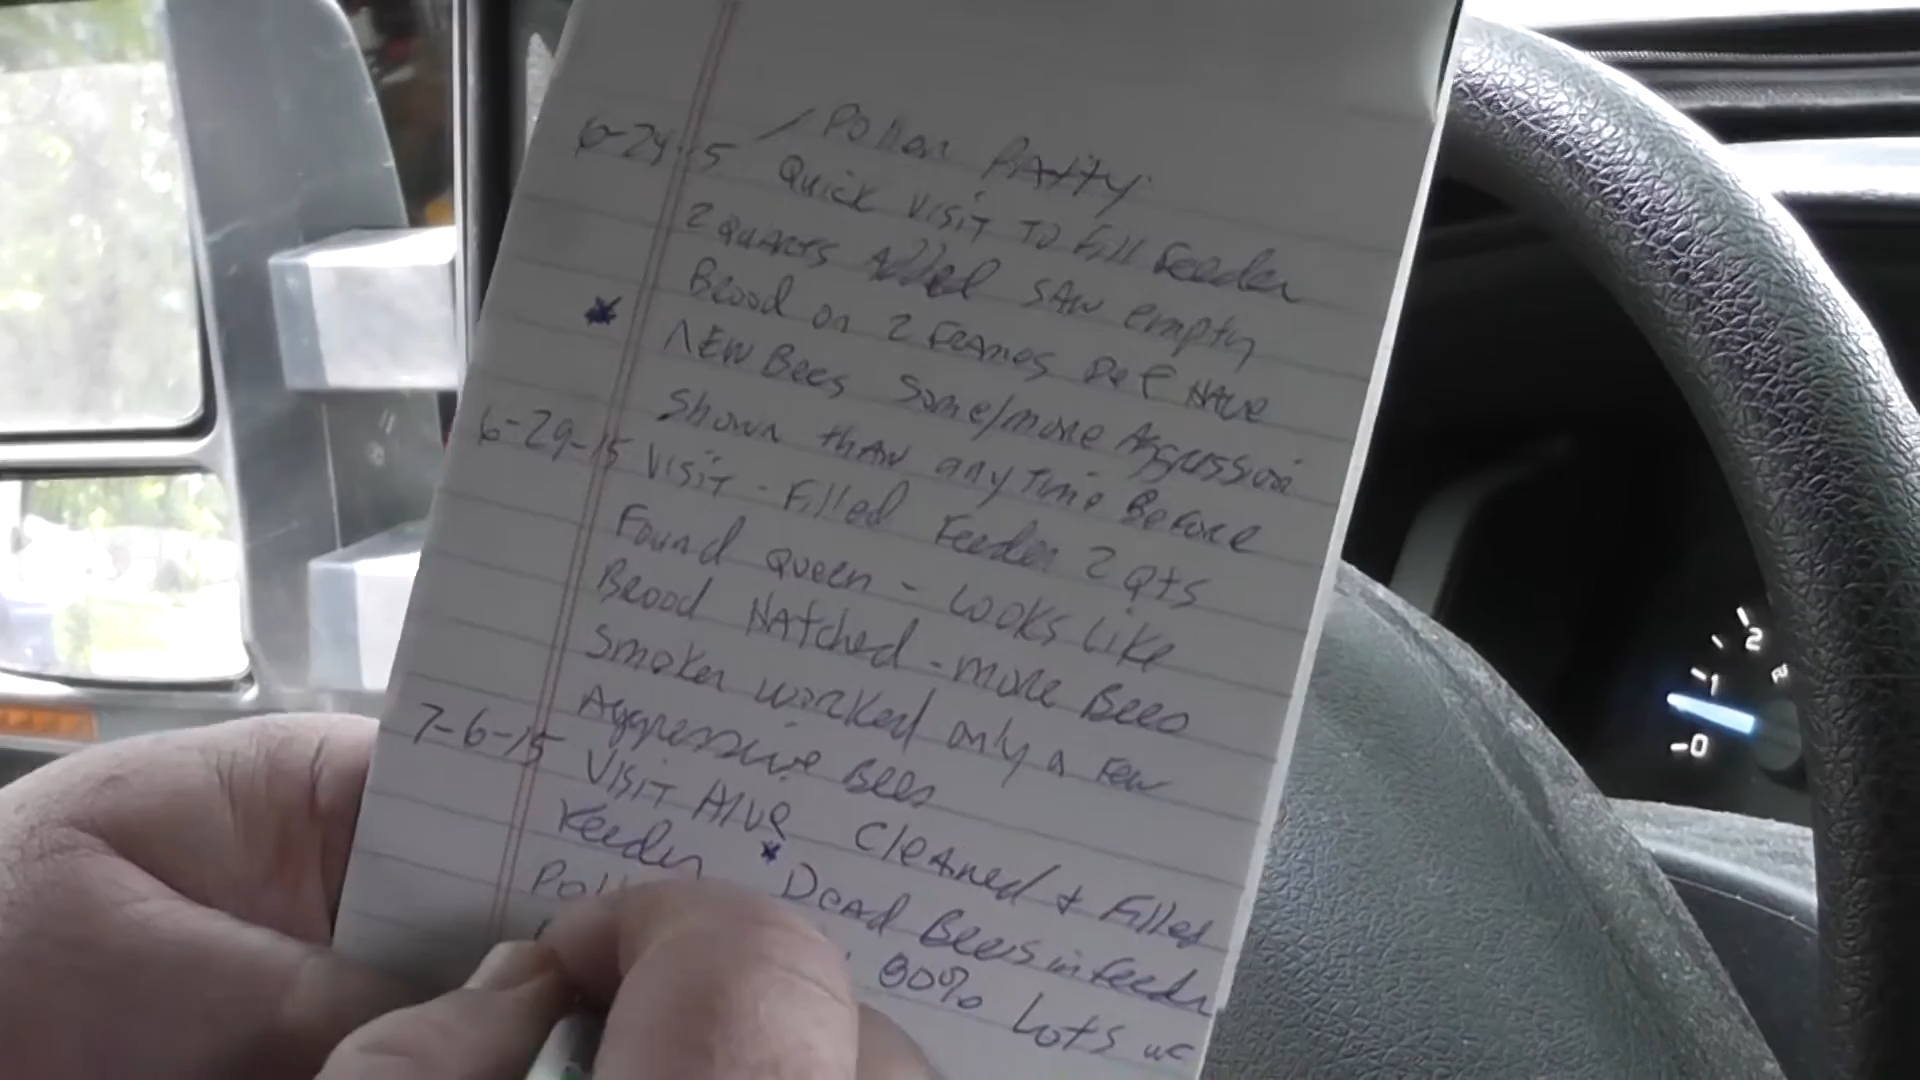 / Pollen Patty
6-24-15 Quick visit to fill Feeder
2 quarts Added saw empty
Brood on 2 Frames Def Have
* NEW Bees some/more Aggression
shown than any time Before
6-29-15 Visit - Filled Feeder 2 qts
Found queen - Looks Like
Brood Hatched - more Bees
Smoker worked only a few
Aggressive Bees
7-6-15 Visit Hive Cleaned & Filled
Feeder * Dead Bees in Feeder
80% Lots
2
1
0